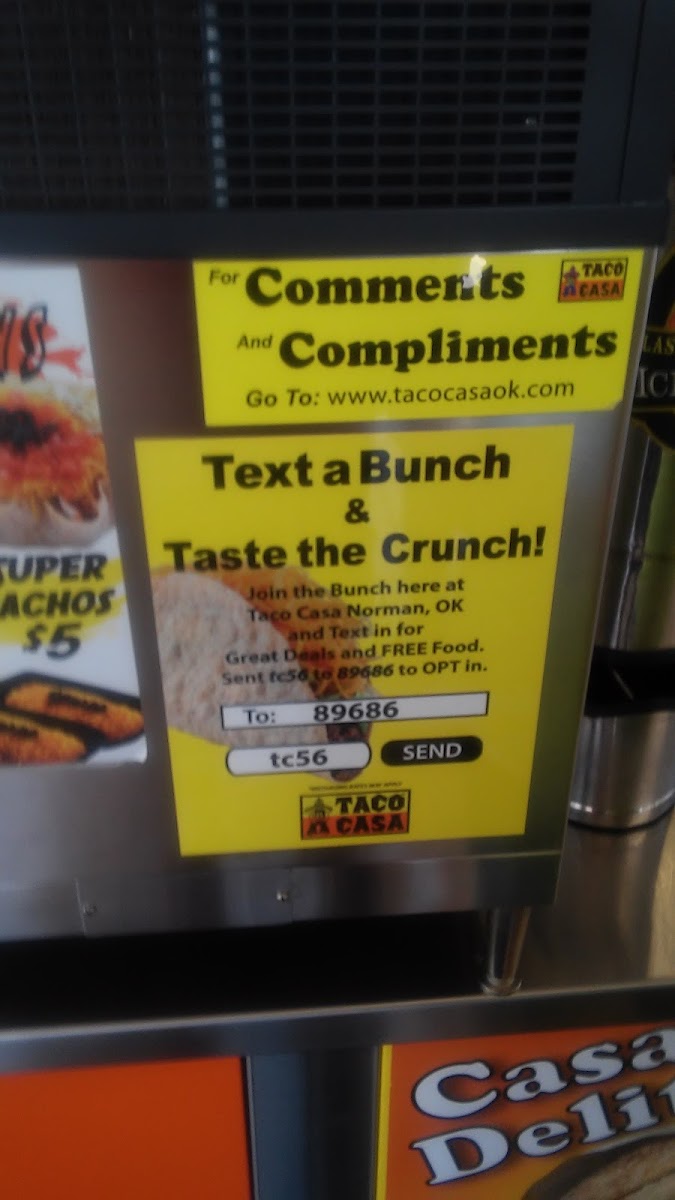 For Comments
TACO
CASA
And Compliments
Go To: www.tacocasaok.com
Text a Bunch
&
Taste the Crunch!
Join the Bunch here at
Taco Casa Norman, OK
and Text in for
Great Deals and FREE Food.
Sent tc56 to 89686 to OPT in.
To: 89686
tc56 SEND
TACO
CASA
SUPER
NACHOS
$5
Casa